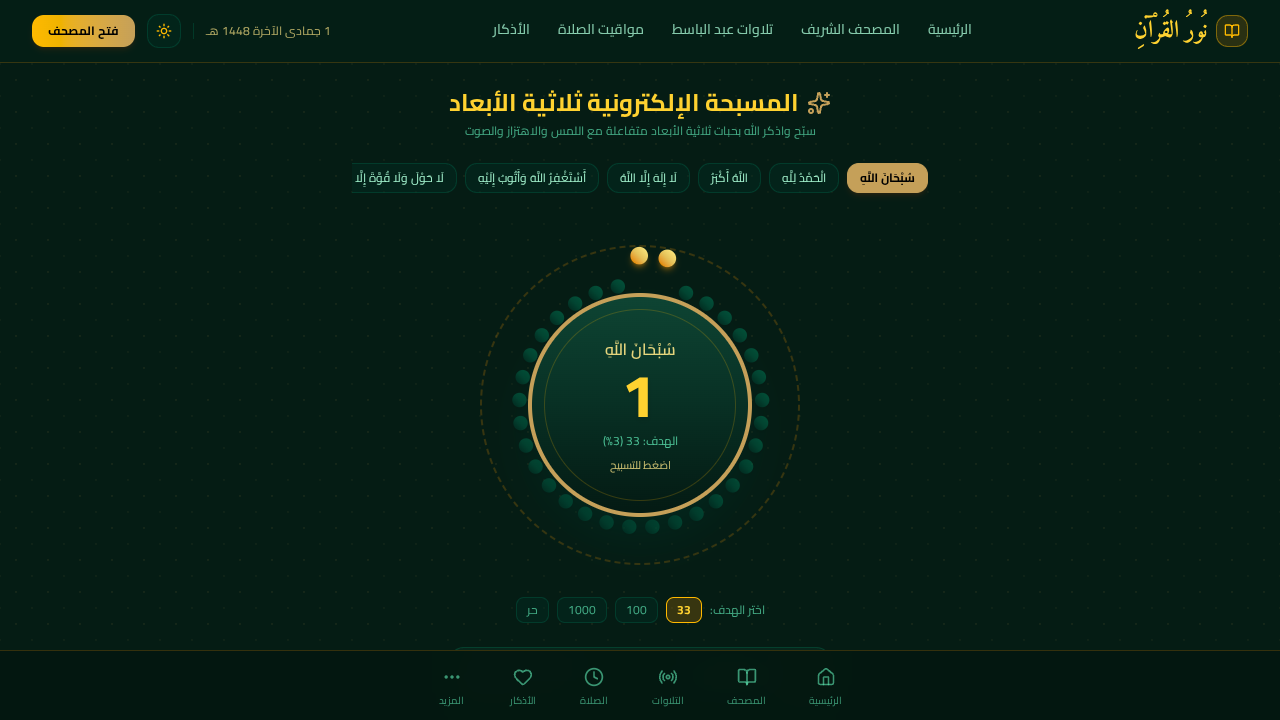 نُورُ القُرْآنِ
الرئيسية
المصحف الشريف
تلاوات عبد الباسط
مواقيت الصلاة
الأذكار
1 جمادى الآخرة 1448 هـ
فتح المصحف
المسبحة الإلكترونية ثلاثية الأبعاد
سبّح واذكر الله بحبات ثلاثية الأبعاد متفاعلة مع اللمس والاهتزاز والصوت
سُبْحَانَ اللَّهِ
الْحَمْدُ لِلَّهِ
اللَّهُ أَكْبَرُ
لَا إِلَهَ إِلَّا اللَّهُ
أَسْتَغْفِرُ اللَّهَ وَأَتُوبُ إِلَيْهِ
لَا حَوْلَ وَلَا قُوَّةَ إِلَّا
سُبْحَانَ اللَّهِ
1
الهدف: 33 (3%)
اضغط للتسبيح
اختر الهدف:
33
100
1000
حر
الرئيسية
المصحف
التلاوات
الصلاة
الأذكار
المزيد